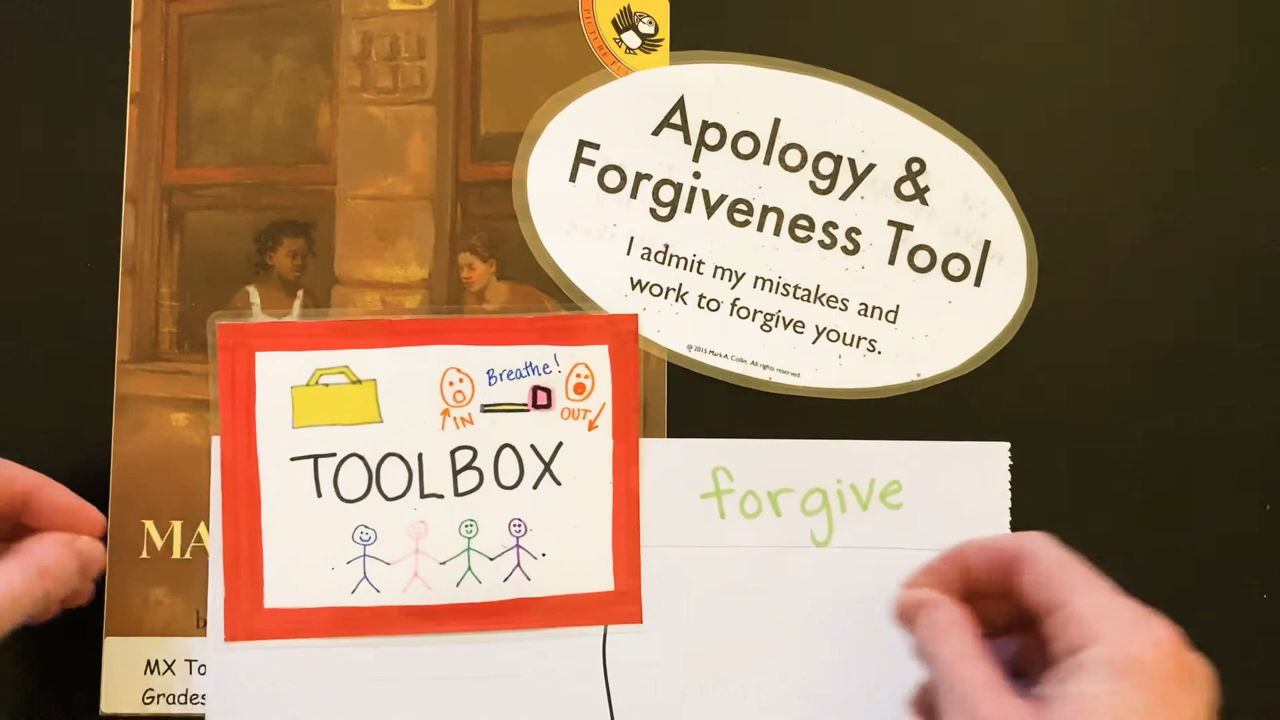 Apology &
Forgiveness Tool
I admit my mistakes and
work to forgive yours.
© 2015 Mark A. Collin. All rights reserved.
Breathe!
IN
OUT
TOOLBOX
forgive
MA
b
MX To
Grades